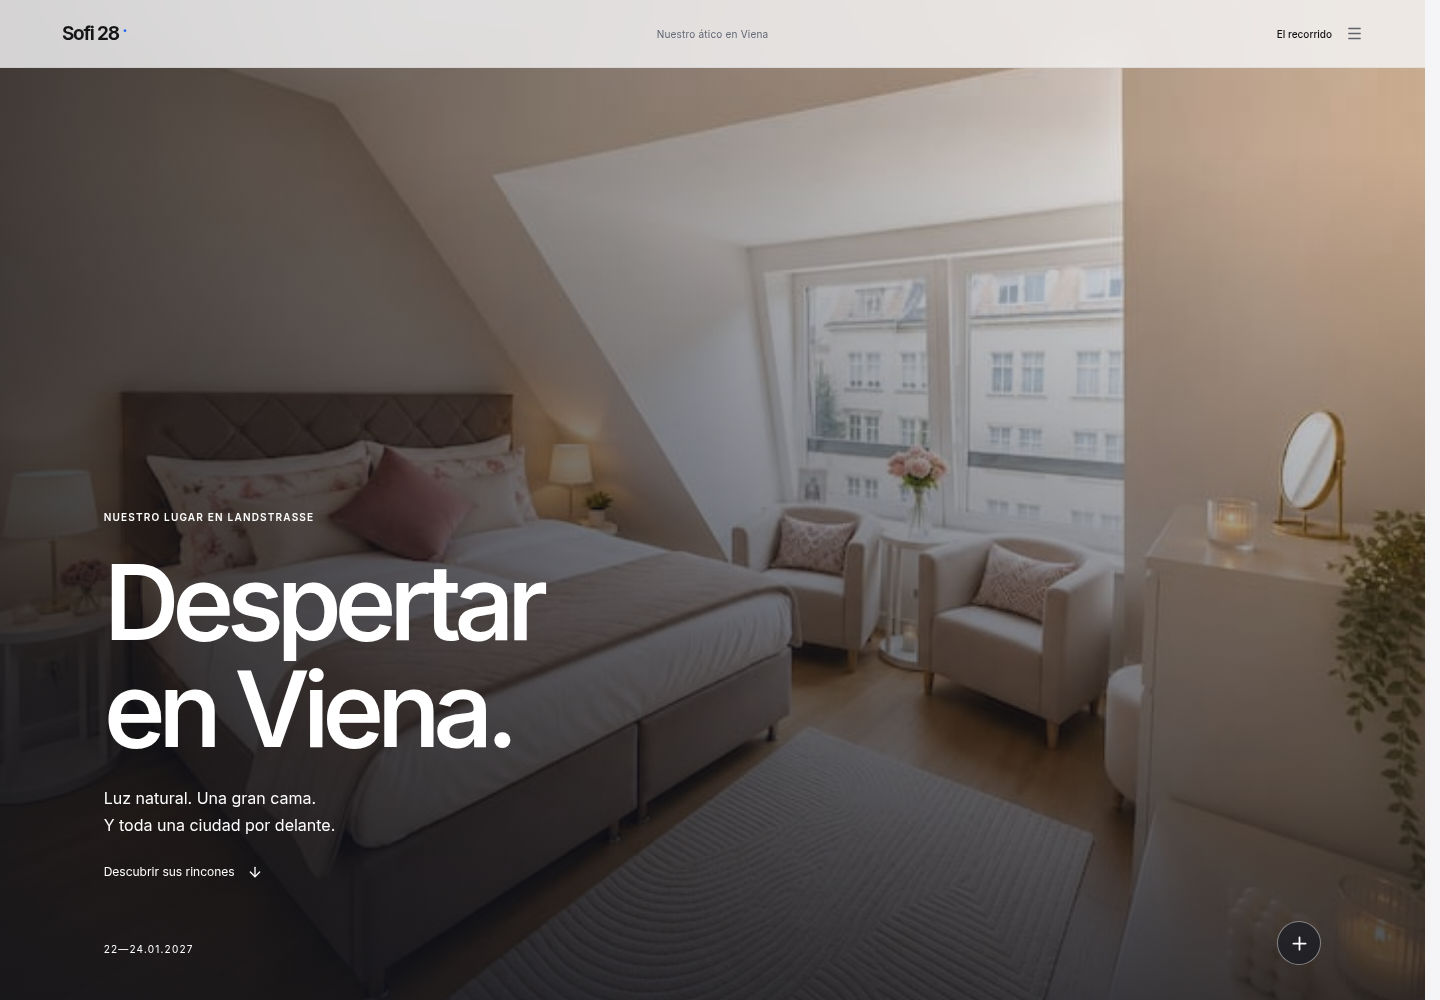 Sofi 28
Nuestro ático en Viena
El recorrido
NUESTRO LUGAR EN LANDSTRASSE
Despertar
en Viena.
Luz natural. Una gran cama.
Y toda una ciudad por delante.
Descubrir sus rincones
22—24.01.2027